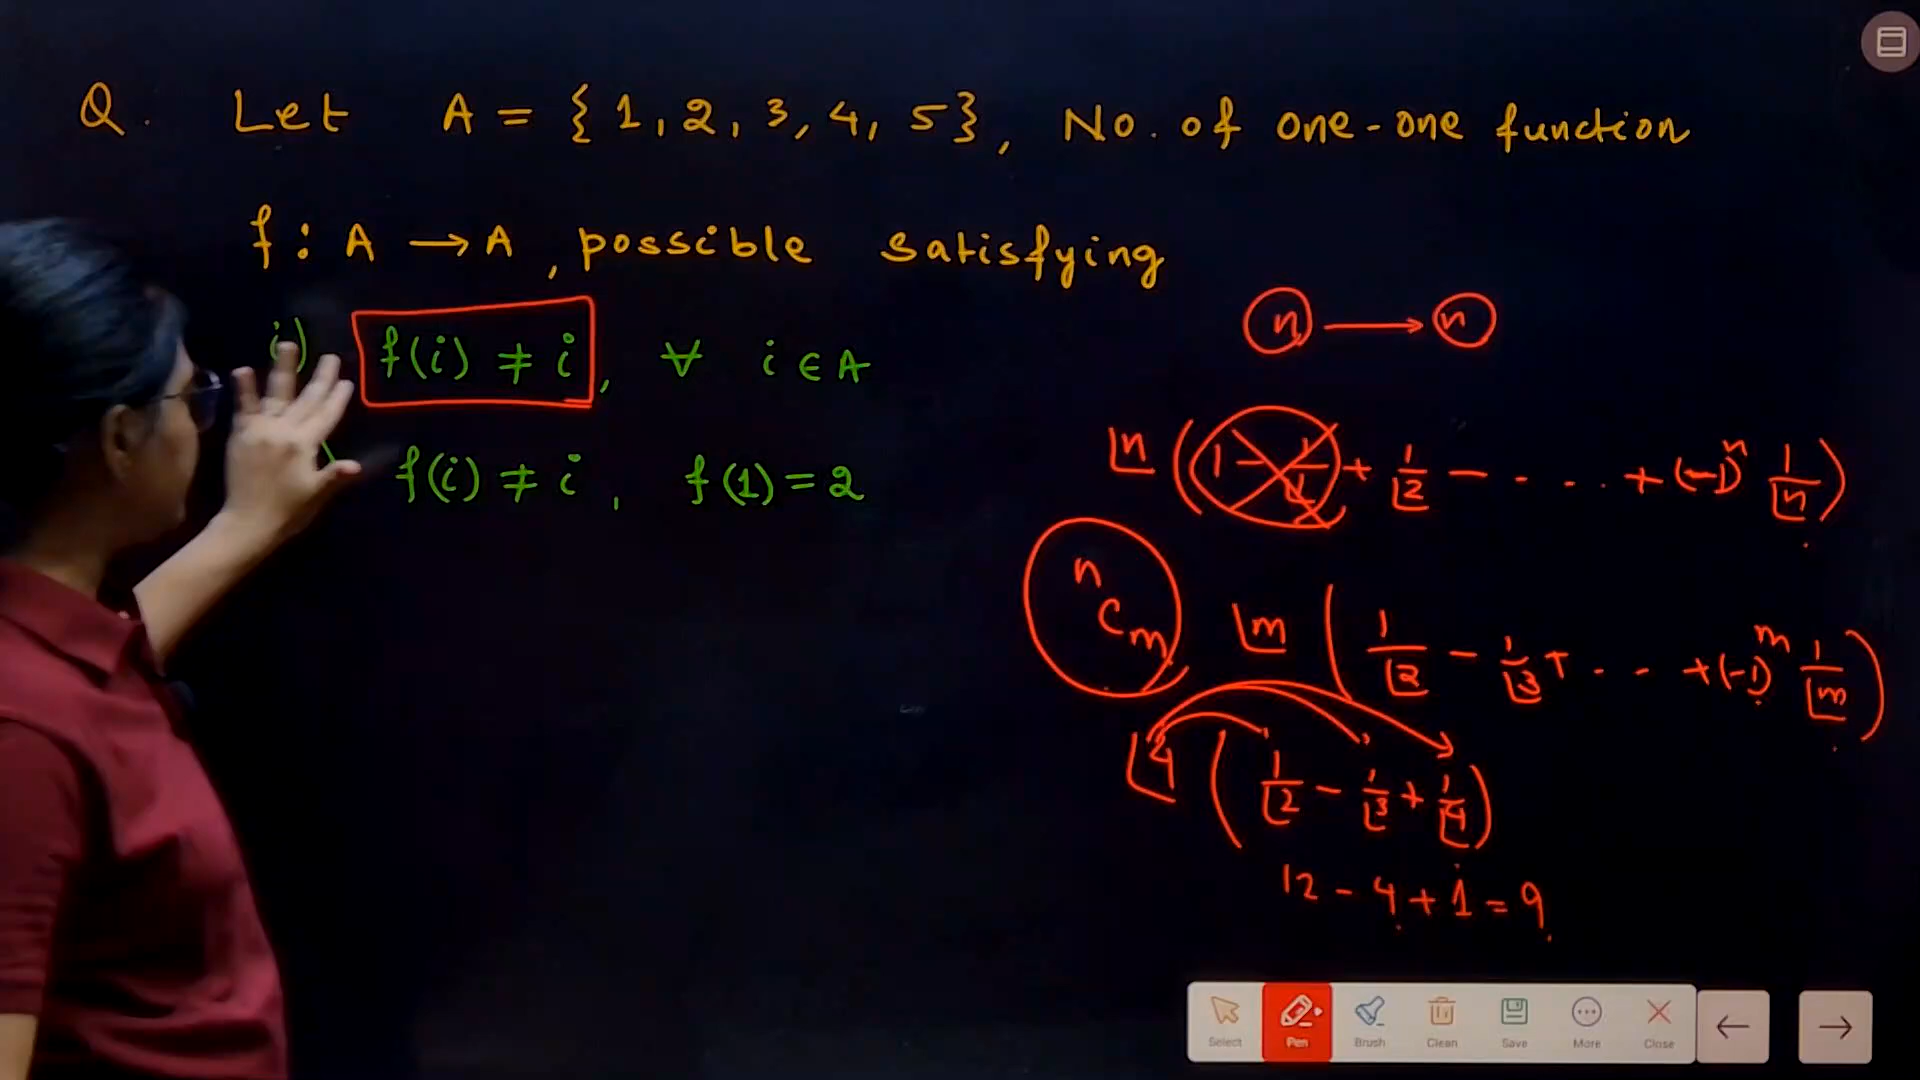 Q. Let A = {1, 2, 3, 4, 5}, No. of one-one function
f : A → A, possible satisfying
i) f(i) ≠ i, ∀ i ∈ A
) f(i) ≠ i, f(1) = 2
n → n
⌊n (1 - 1/⌊1 + 1/⌊2 - . . . . + (-1)^n 1/⌊n)
nCm ⌊m (1/⌊2 - 1/⌊3 + . . . + (-1)^m 1/⌊m)
⌊4 (1/⌊2 - 1/⌊3 + 1/⌊4)
12 - 4 + 1 = 9
Select Pen Brush Clean Save More Close